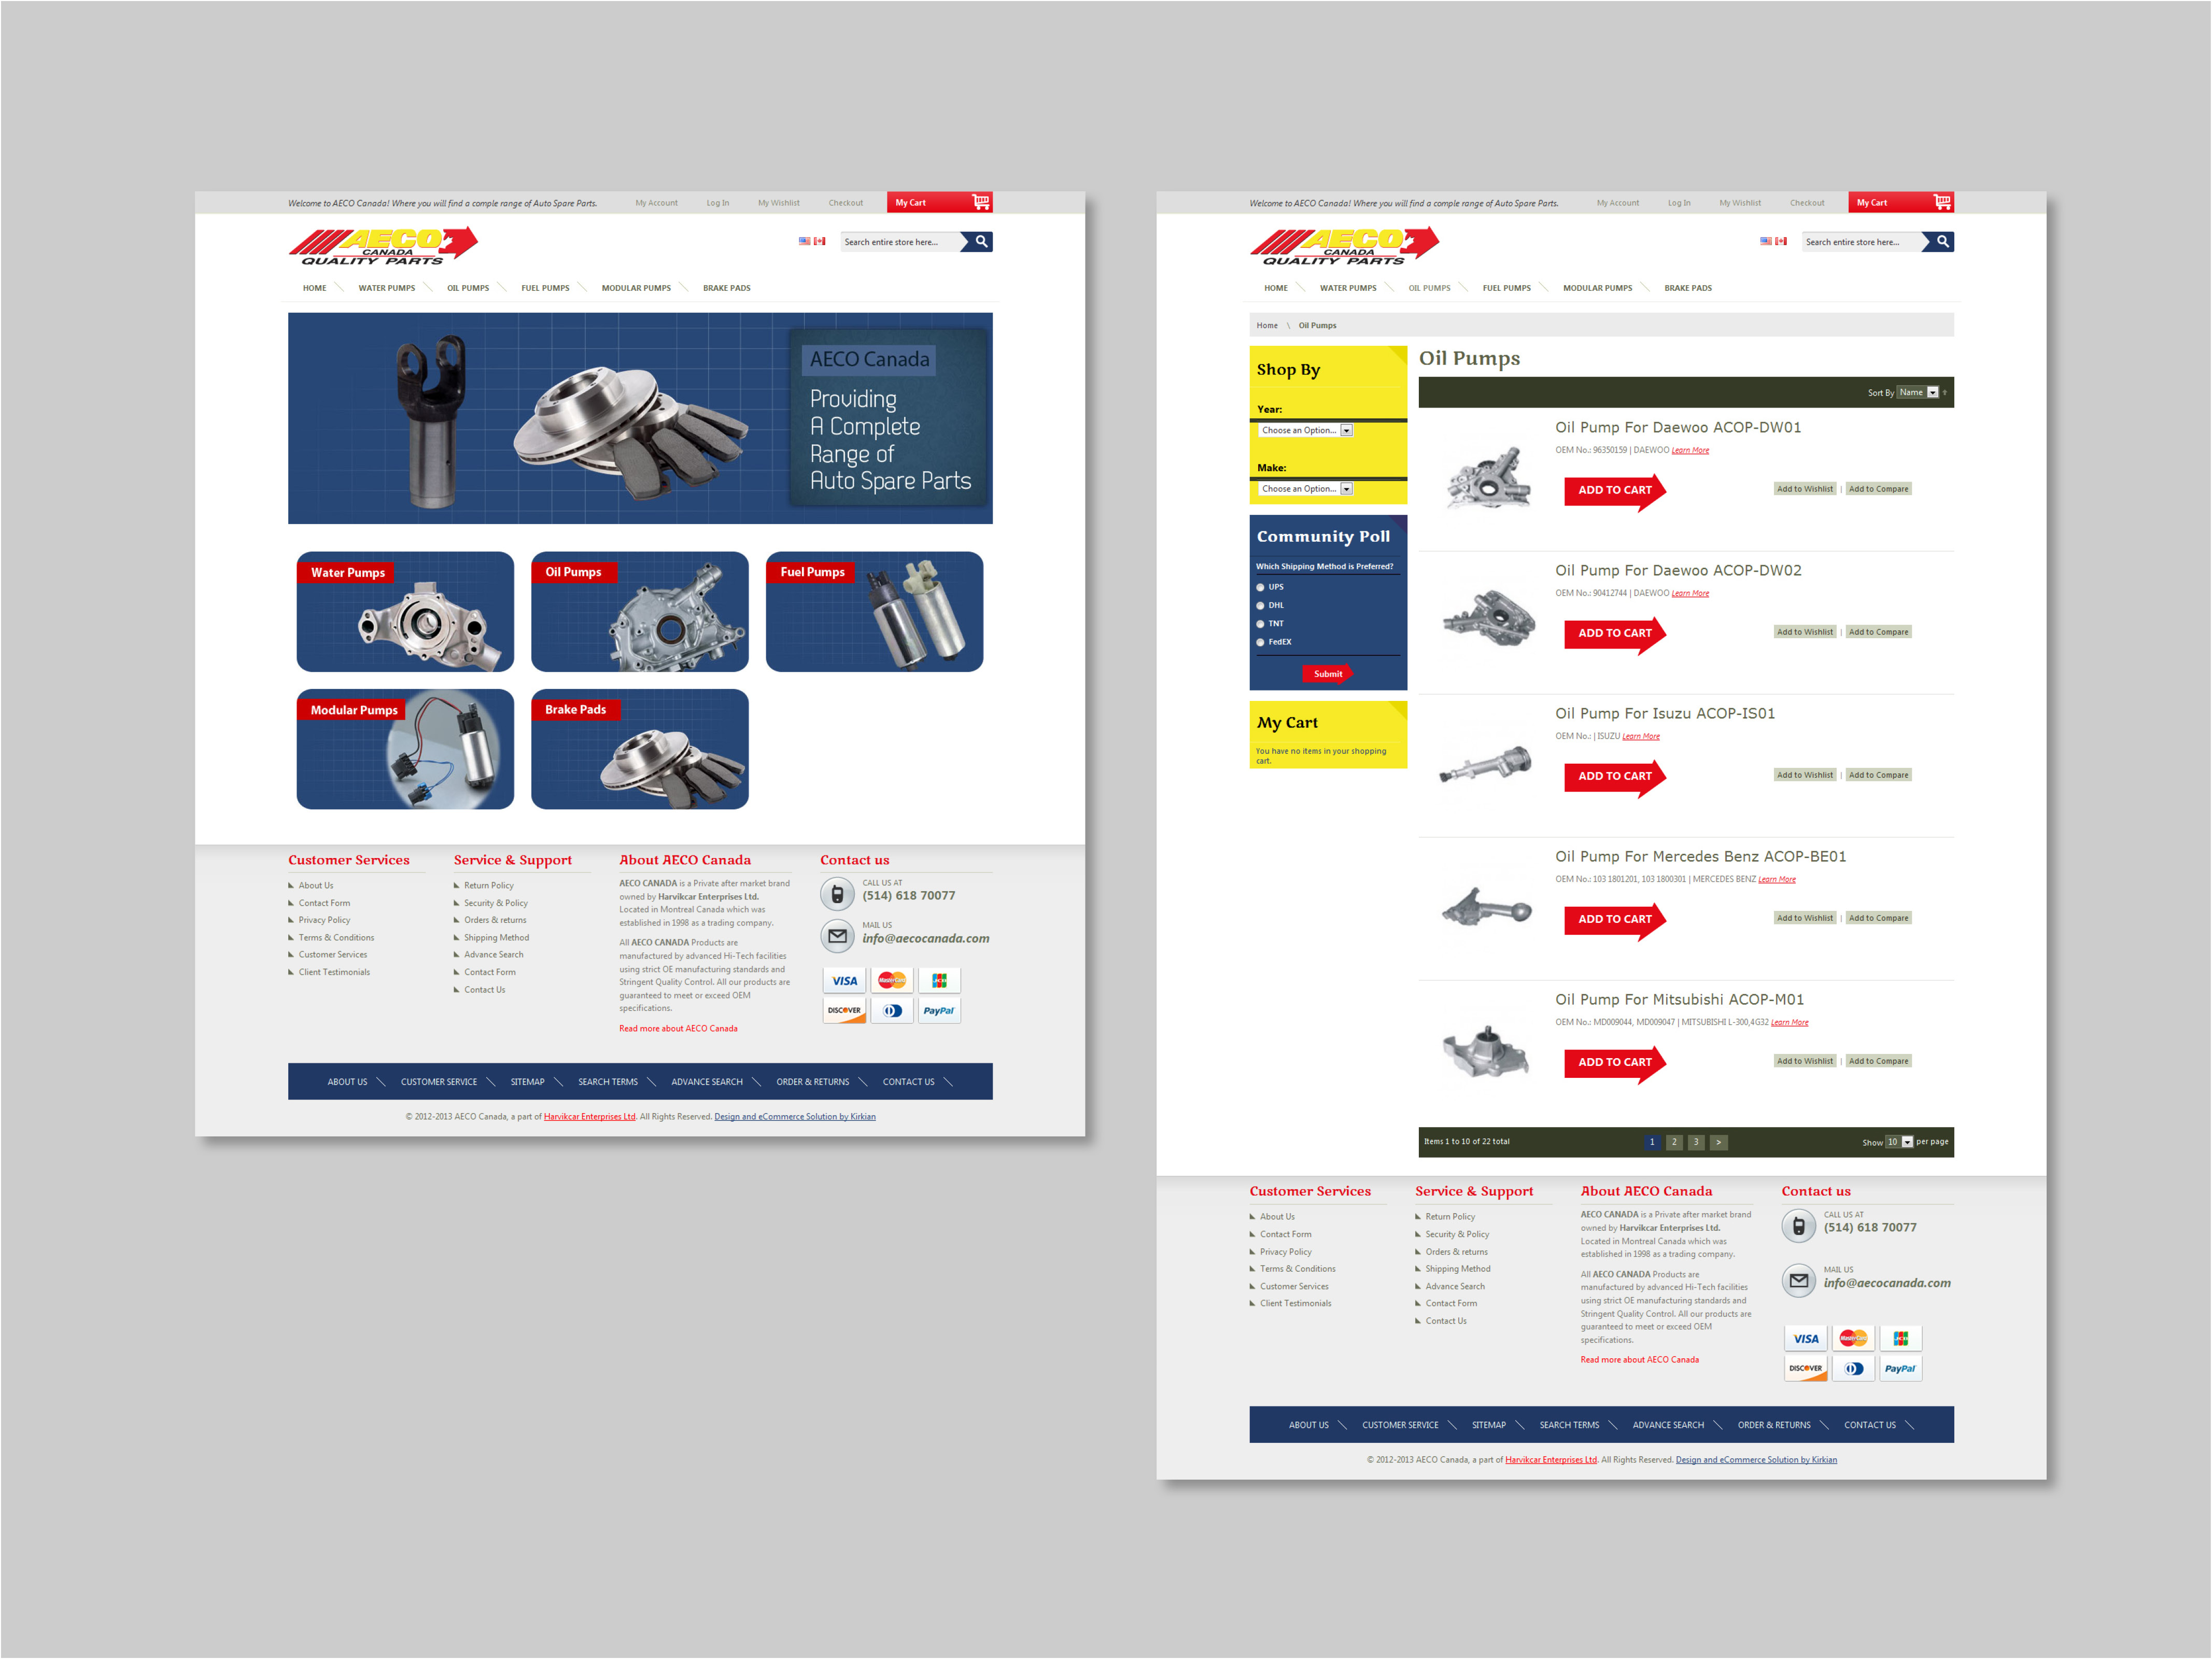 Welcome to AECO Canada! Where you will find a comple range of Auto Spare Parts.
My Account
Log In
My Wishlist
Checkout
My Cart
AECO
CANADA
QUALITY PARTS
Search entire store here...
HOME
WATER PUMPS
OIL PUMPS
FUEL PUMPS
MODULAR PUMPS
BRAKE PADS
AECO Canada
Providing
A Complete
Range of
Auto Spare Parts
Water Pumps
Oil Pumps
Fuel Pumps
Modular Pumps
Brake Pads
Customer Services
About Us
Contact Form
Privacy Policy
Terms & Conditions
Customer Services
Client Testimonials
Service & Support
Return Policy
Security & Policy
Orders & returns
Shipping Method
Advance Search
Contact Form
Contact Us
About AECO Canada
AECO CANADA is a Private after market brand
owned by Harvikcar Enterprises Ltd.
Located in Montreal Canada which was
established in 1998 as a trading company.
All AECO CANADA Products are
manufactured by advanced Hi-Tech facilities
using strict OE manufacturing standards and
Stringent Quality Control. All our products are
guaranteed to meet or exceed OEM
specifications.
Read more about AECO Canada
Contact us
CALL US AT
(514) 618 70077
MAIL US
info@aecocanada.com
VISA
MasterCard
JCB
DISCOVER
PayPal
ABOUT US
CUSTOMER SERVICE
SITEMAP
SEARCH TERMS
ADVANCE SEARCH
ORDER & RETURNS
CONTACT US
© 2012-2013 AECO Canada, a part of Harvikcar Enterprises Ltd. All Rights Reserved. Design and eCommerce Solution by Kirkian
Welcome to AECO Canada! Where you will find a comple range of Auto Spare Parts.
My Account
Log In
My Wishlist
Checkout
My Cart
AECO
CANADA
QUALITY PARTS
Search entire store here...
HOME
WATER PUMPS
OIL PUMPS
FUEL PUMPS
MODULAR PUMPS
BRAKE PADS
Home \ Oil Pumps
Shop By
Year:
Choose an Option...
Make:
Choose an Option...
Community Poll
Which Shipping Method is Preferred?
UPS
DHL
TNT
FedEX
Submit
My Cart
You have no items in your shopping
cart.
Oil Pumps
Sort By Name
Oil Pump For Daewoo ACOP-DW01
OEM No.: 96350159 | DAEWOO Learn More
ADD TO CART
Add to Wishlist | Add to Compare
Oil Pump For Daewoo ACOP-DW02
OEM No.: 90412744 | DAEWOO Learn More
ADD TO CART
Add to Wishlist | Add to Compare
Oil Pump For Isuzu ACOP-IS01
OEM No.: | ISUZU Learn More
ADD TO CART
Add to Wishlist | Add to Compare
Oil Pump For Mercedes Benz ACOP-BE01
OEM No.: 103 1801201, 103 1800301 | MERCEDES BENZ Learn More
ADD TO CART
Add to Wishlist | Add to Compare
Oil Pump For Mitsubishi ACOP-M01
OEM No.: MD009044, MD009047 | MITSUBISHI L-300,4G32 Learn More
ADD TO CART
Add to Wishlist | Add to Compare
Items 1 to 10 of 22 total
1 2 3 >
Show 10 per page
Customer Services
About Us
Contact Form
Privacy Policy
Terms & Conditions
Customer Services
Client Testimonials
Service & Support
Return Policy
Security & Policy
Orders & returns
Shipping Method
Advance Search
Contact Form
Contact Us
About AECO Canada
AECO CANADA is a Private after market brand
owned by Harvikcar Enterprises Ltd.
Located in Montreal Canada which was
established in 1998 as a trading company.
All AECO CANADA Products are
manufactured by advanced Hi-Tech facilities
using strict OE manufacturing standards and
Stringent Quality Control. All our products are
guaranteed to meet or exceed OEM
specifications.
Read more about AECO Canada
Contact us
CALL US AT
(514) 618 70077
MAIL US
info@aecocanada.com
VISA
MasterCard
JCB
DISCOVER
PayPal
ABOUT US
CUSTOMER SERVICE
SITEMAP
SEARCH TERMS
ADVANCE SEARCH
ORDER & RETURNS
CONTACT US
© 2012-2013 AECO Canada, a part of Harvikcar Enterprises Ltd. All Rights Reserved. Design and eCommerce Solution by Kirkian